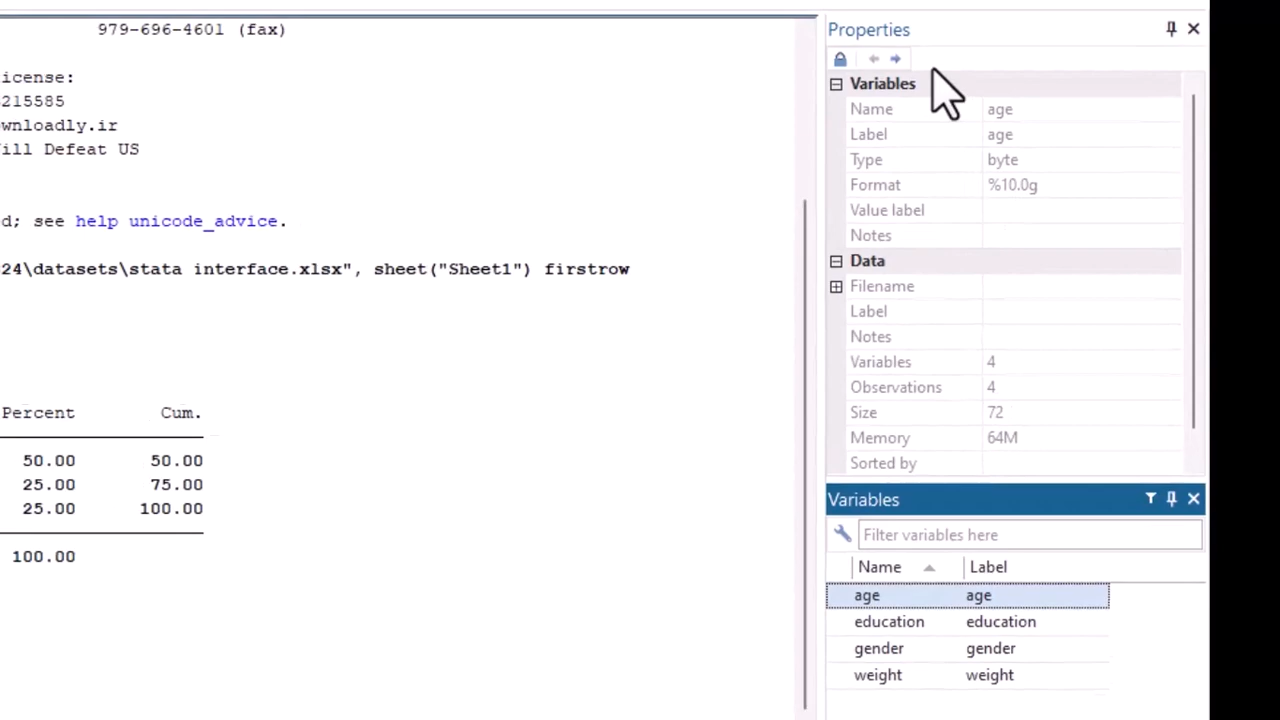 979-696-4601 (fax)
icense:
215585
wnloadly.ir
ill Defeat US
d; see help unicode_advice.
24\datasets\stata interface.xlsx", sheet("Sheet1") firstrow
Percent Cum.
50.00 50.00
25.00 75.00
25.00 100.00
100.00
Properties
Variables
Name age
Label age
Type byte
Format %10.0g
Value label
Notes
Data
Filename
Label
Notes
Variables 4
Observations 4
Size 72
Memory 64M
Sorted by
Variables
Filter variables here
Name Label
age age
education education
gender gender
weight weight